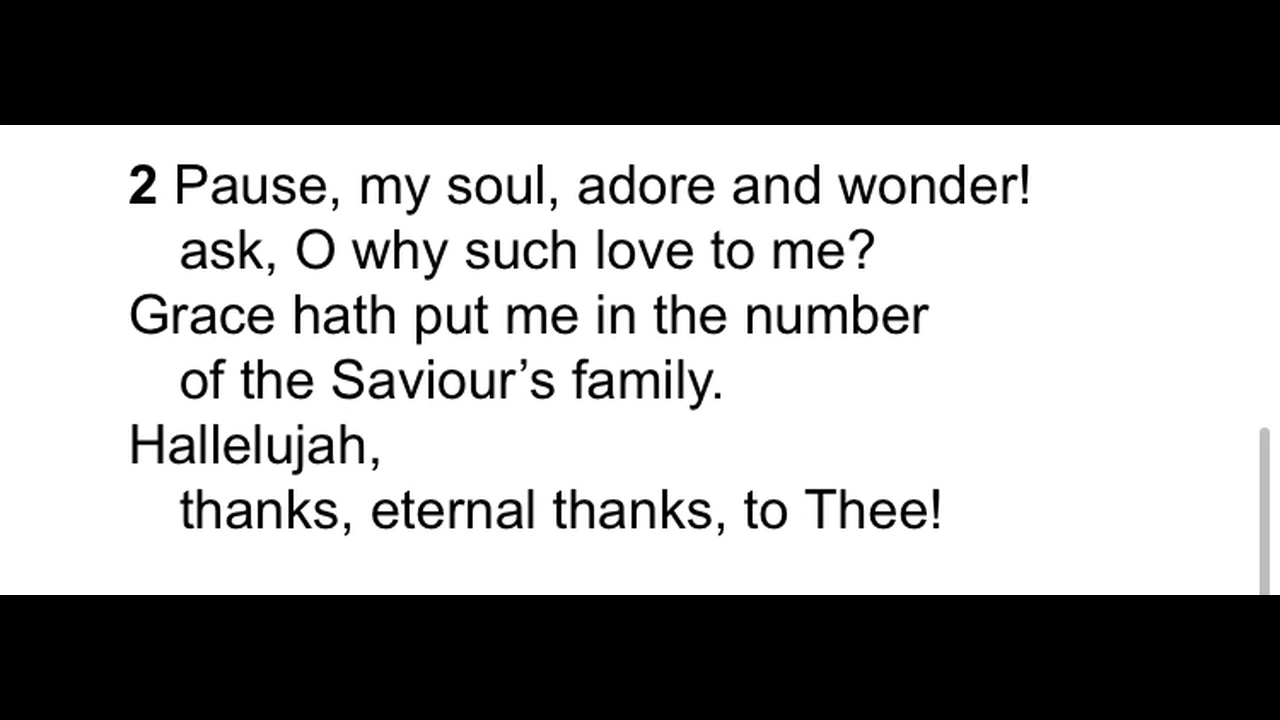 2 Pause, my soul, adore and wonder!
ask, O why such love to me?
Grace hath put me in the number
of the Saviour’s family.
Hallelujah,
thanks, eternal thanks, to Thee!